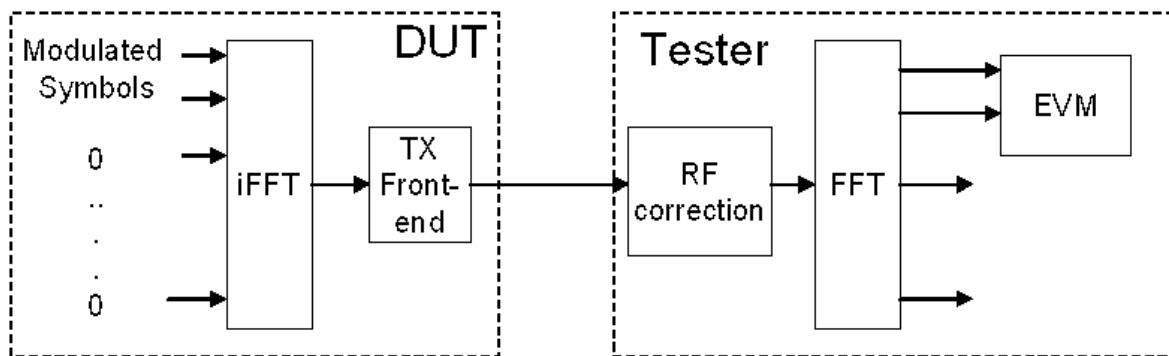 DUT
Modulated
Symbols
0
..
.
.
0
iFFT
TX
Front-
end
Tester
RF
correction
FFT
EVM